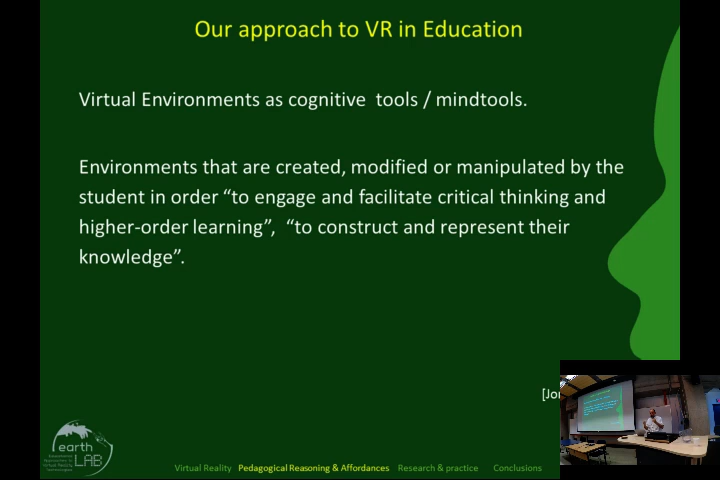 Our approach to VR in Education
Virtual Environments as cognitive tools / mindtools.
Environments that are created, modified or manipulated by the
student in order “to engage and facilitate critical thinking and
higher-order learning”, “to construct and represent their
knowledge”.
earth
LAB
Virtual Reality Pedagogical Reasoning & Affordances Research & practice Conclusions